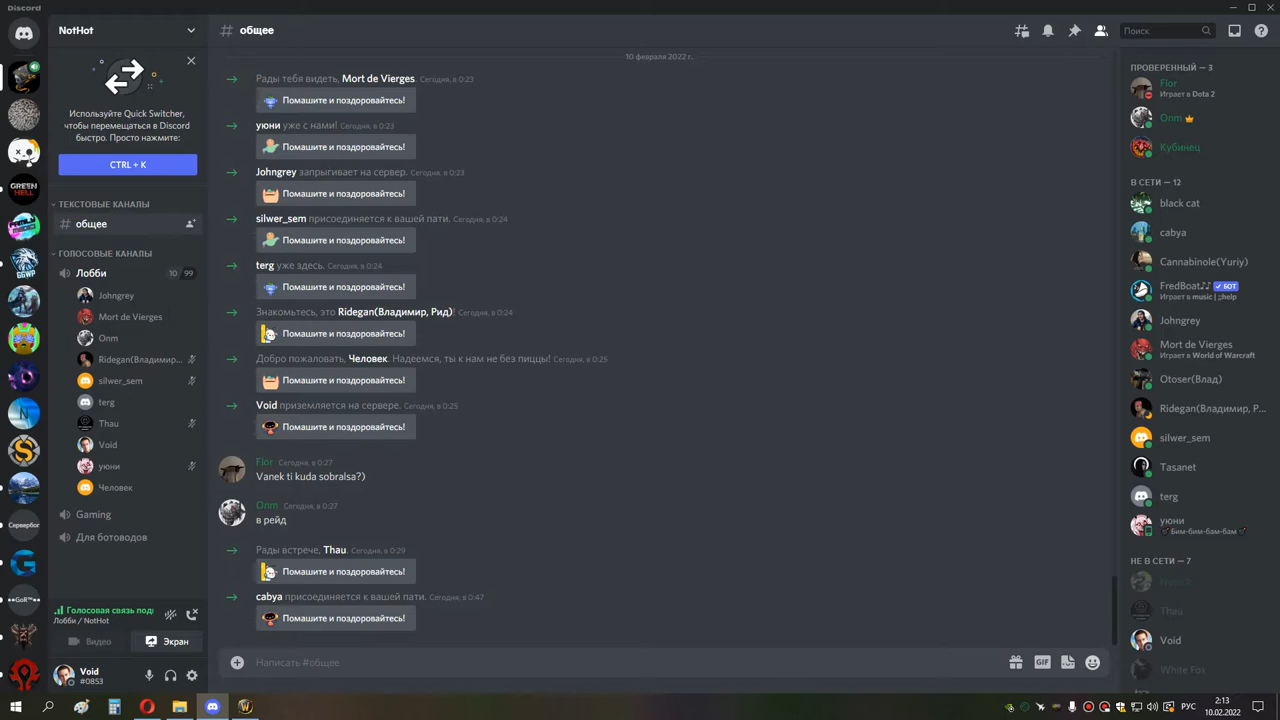 Discord
NotHot
общее
Поиск
Используйте Quick Switcher,
чтобы перемещаться в Discord
быстро. Просто нажмите:
CTRL + K
ТЕКСТОВЫЕ КАНАЛЫ
# общее
ГОЛОСОВЫЕ КАНАЛЫ
Лобби 10 99
Johngrey
Mort de Vierges
Onm
Ridegan(Владимир...
silwer_sem
terg
Thau
Void
уюни
Человек
Gaming
Для ботоводов
Голосовая связь под
Лобби / NotHot
Видео
Экран
Void
#0853
GREEN
HELL
GGWP
Сервербог
10 февраля 2022 г.
Рады тебя видеть, Mort de Vierges. Сегодня, в 0:23
Помашите и поздоровайтесь!
уюни уже с нами! Сегодня, в 0:23
Помашите и поздоровайтесь!
Johngrey запрыгивает на сервер. Сегодня, в 0:23
Помашите и поздоровайтесь!
silwer_sem присоединяется к вашей пати. Сегодня, в 0:24
Помашите и поздоровайтесь!
terg уже здесь. Сегодня, в 0:24
Помашите и поздоровайтесь!
Знакомьтесь, это Ridegan(Владимир, Рид)! Сегодня, в 0:24
Помашите и поздоровайтесь!
Добро пожаловать, Человек. Надеемся, ты к нам не без пиццы! Сегодня, в 0:25
Помашите и поздоровайтесь!
Void приземляется на сервере. Сегодня, в 0:25
Помашите и поздоровайтесь!
Flor Сегодня, в 0:27
Vanek ti kuda sobralsa?)
Onm Сегодня, в 0:27
в рейд
Рады встрече, Thau. Сегодня, в 0:29
Помашите и поздоровайтесь!
cabya присоединяется к вашей пати. Сегодня, в 0:47
Помашите и поздоровайтесь!
Написать #общее
GIF
ПРОВЕРЕННЫЙ — 3
Flor
Играет в Dota 2
Onm
Кубинец
В СЕТИ — 12
black cat
cabya
Cannabinole(Yuriy)
FredBoat♪♪ ✓ БОТ
Играет в music | ;;help
Johngrey
Mort de Vierges
Играет в World of Warcraft
Otoser(Влад)
Ridegan(Владимир, Р...
silwer_sem
Tasanet
terg
уюни
Бим-бим-бам-бам
НЕ В СЕТИ — 7
Thau
Void
White Fox
РУС
2:13
10.02.2022